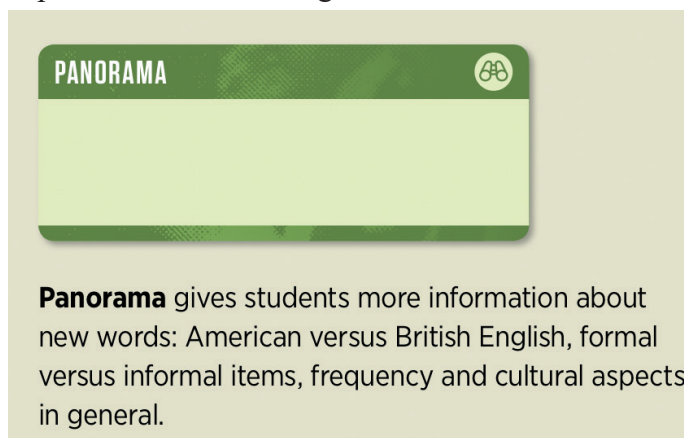 PANORAMA
Panorama gives students more information about
new words: American versus British English, formal
versus informal items, frequency and cultural aspects
in general.